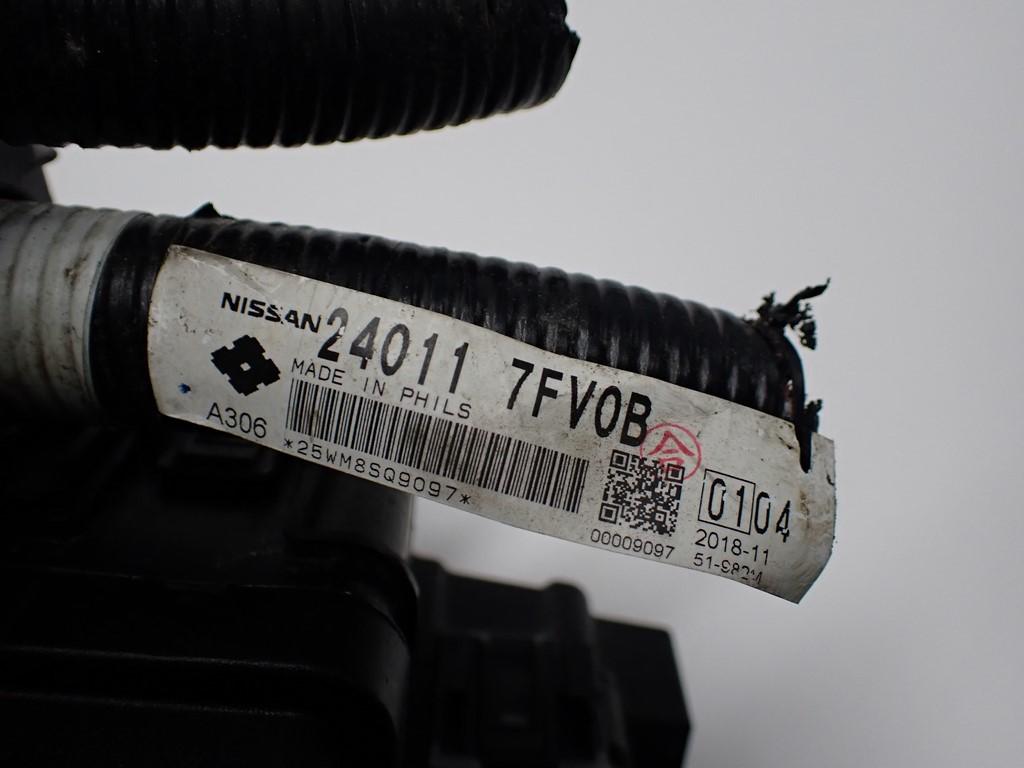 NISSAN 24011 7FV0B
MADE IN PHILS
A306
*25WM8SQ9097*
合
00009097
0104
2018-11